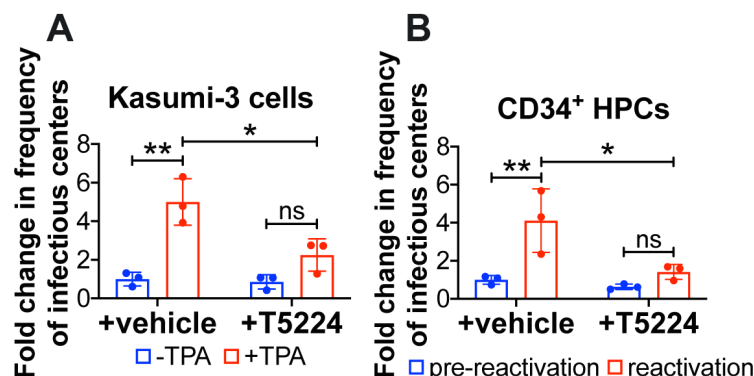 A
Kasumi-3 cells
Fold change in frequency
of infectious centers
8
6
4
2
0
**
*
ns
+vehicle +T5224
-TPA +TPA
B
CD34⁺ HPCs
Fold change in frequency
of infectious centers
8
6
4
2
0
**
*
ns
+vehicle +T5224
pre-reactivation reactivation